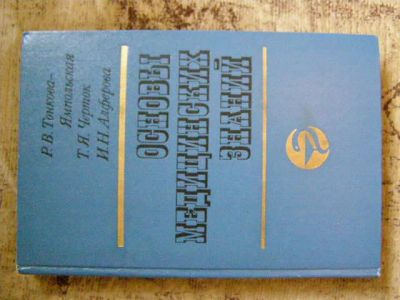 Р.В. Тонкова-
Ямпольская
Т.Я. Черток
И.Н. Алферова
ОСНОВЫ
МЕДИЦИНСКИХ
ЗНАНИЙ